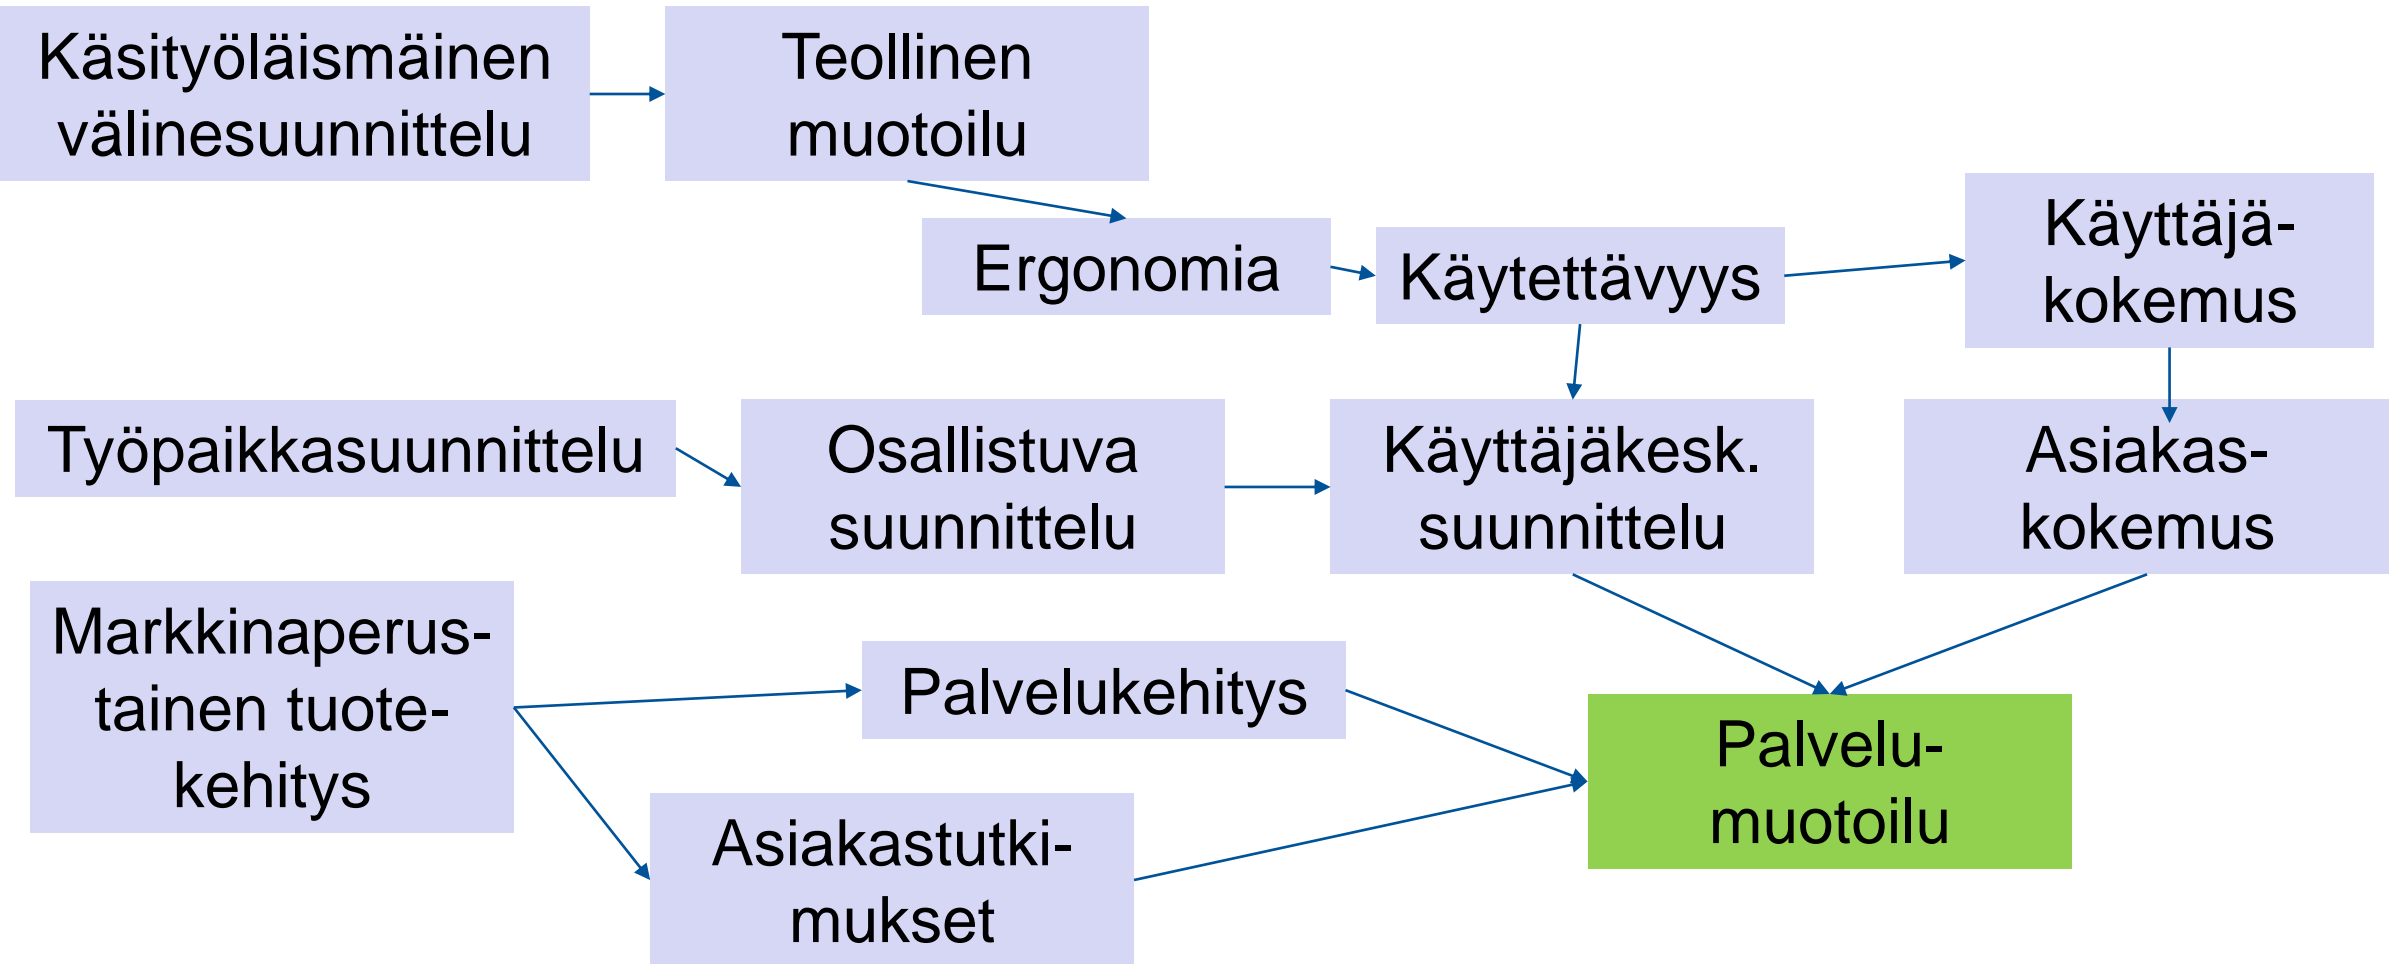 Käsityöläismäinen
välinesuunnittelu
Teollinen
muotoilu
Ergonomia
Käytettävyys
Käyttäjä-
kokemus
Työpaikkasuunnittelu
Osallistuva
suunnittelu
Käyttäjäkesk.
suunnittelu
Asiakas-
kokemus
Markkinaperus-
tainen tuote-
kehitys
Palvelukehitys
Asiakastutki-
mukset
Palvelu-
muotoilu